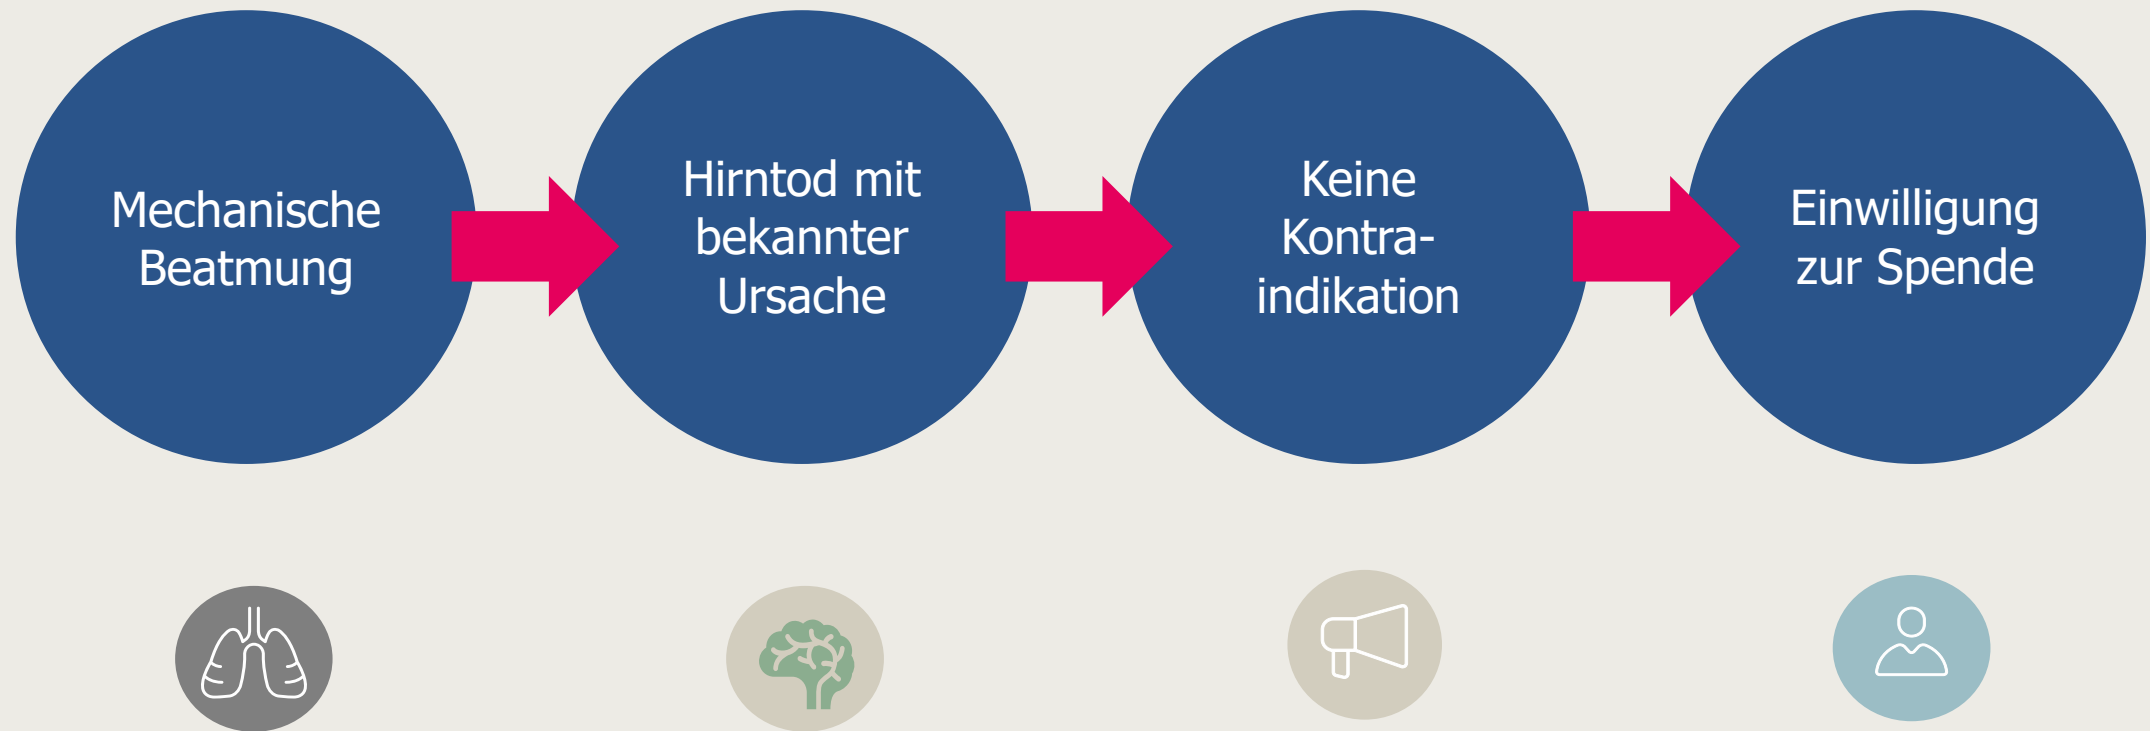 Mechanische
Beatmung
Hirntod mit
bekannter
Ursache
Keine
Kontra-
indikation
Einwilligung
zur Spende